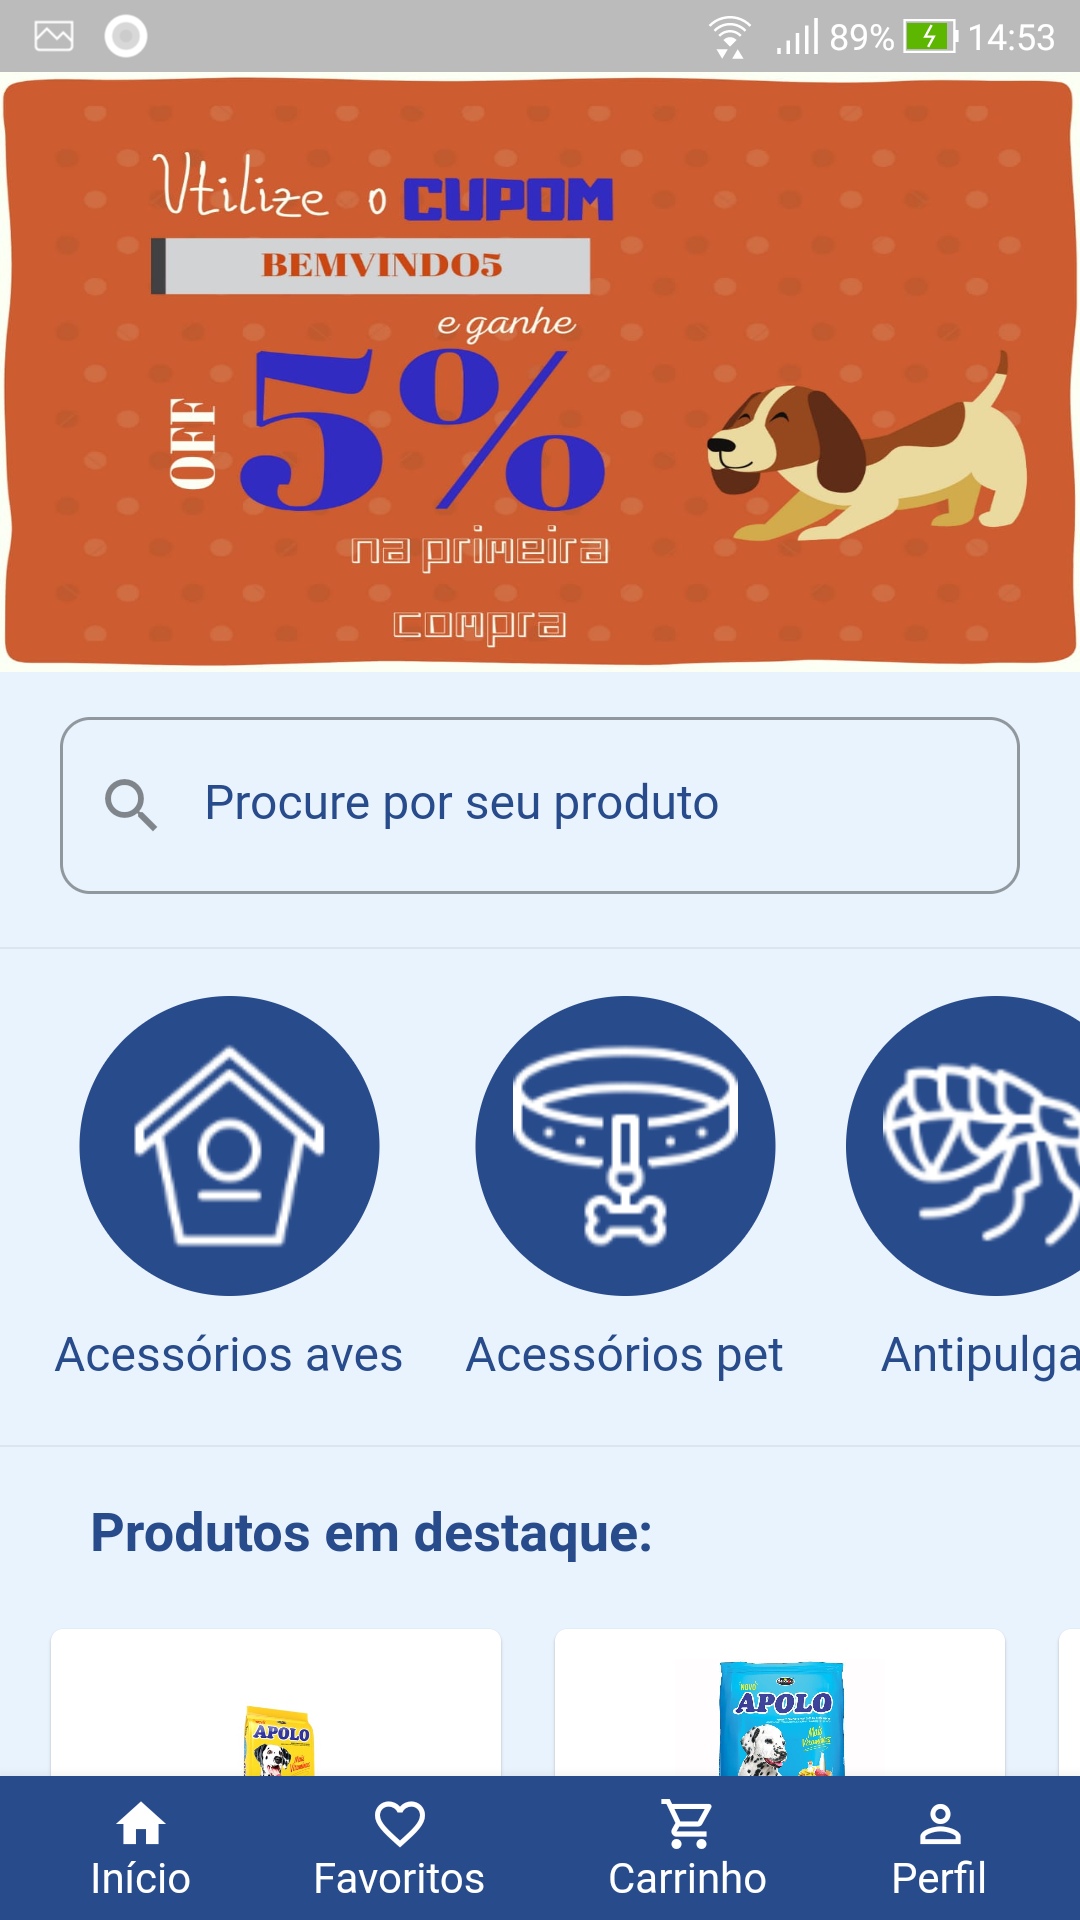 89% 14:53
Utilize o CUPOM
BEMVINDO5
e ganhe
5%
OFF
na primeira
compra
Procure por seu produto
Acessórios aves Acessórios pet Antipulga
Produtos em destaque:
APOLO
NOVO
APOLO
Mais
Início Favoritos Carrinho Perfil